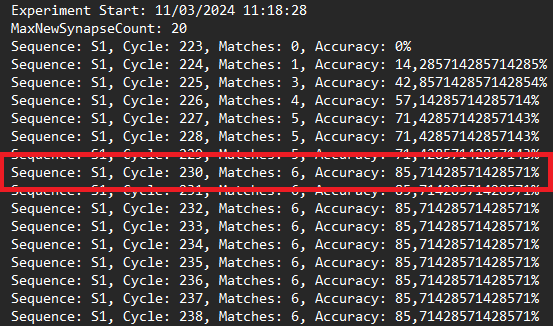 Experiment Start: 11/03/2024 11:18:28
MaxNewSynapseCount: 20
Sequence: S1, Cycle: 223, Matches: 0, Accuracy: 0%
Sequence: S1, Cycle: 224, Matches: 1, Accuracy: 14,285714285714285%
Sequence: S1, Cycle: 225, Matches: 3, Accuracy: 42,857142857142854%
Sequence: S1, Cycle: 226, Matches: 4, Accuracy: 57,14285714285714%
Sequence: S1, Cycle: 227, Matches: 5, Accuracy: 71,42857142857143%
Sequence: S1, Cycle: 228, Matches: 5, Accuracy: 71,42857142857143%
Sequence: S1, Cycle: 229, Matches: 5, Accuracy: 71,42857142857143%
Sequence: S1, Cycle: 230, Matches: 6, Accuracy: 85,71428571428571%
Sequence: S1, Cycle: 231, Matches: 6, Accuracy: 85,71428571428571%
Sequence: S1, Cycle: 232, Matches: 6, Accuracy: 85,71428571428571%
Sequence: S1, Cycle: 233, Matches: 6, Accuracy: 85,71428571428571%
Sequence: S1, Cycle: 234, Matches: 6, Accuracy: 85,71428571428571%
Sequence: S1, Cycle: 235, Matches: 6, Accuracy: 85,71428571428571%
Sequence: S1, Cycle: 236, Matches: 6, Accuracy: 85,71428571428571%
Sequence: S1, Cycle: 237, Matches: 6, Accuracy: 85,71428571428571%
Sequence: S1, Cycle: 238, Matches: 6, Accuracy: 85,71428571428571%